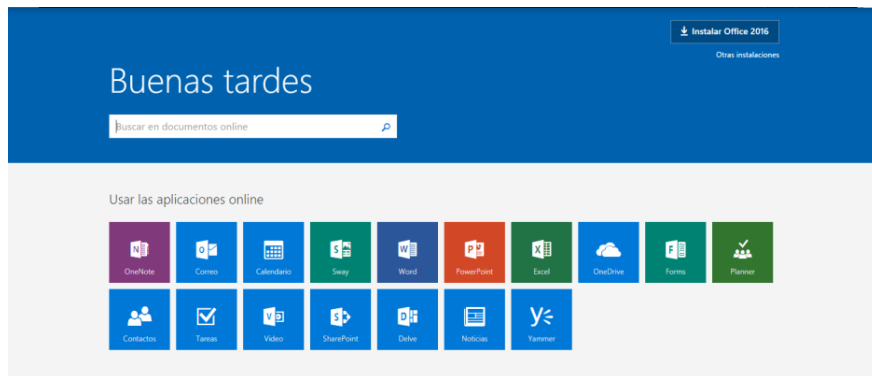 Instalar Office 2016
Otras instalaciones
Buenas tardes
Buscar en documentos online
Usar las aplicaciones online
OneNote
Correo
Calendario
Sway
Word
PowerPoint
Excel
OneDrive
Forms
Planner
Contactos
Tareas
Video
SharePoint
Delve
Noticias
Yammer